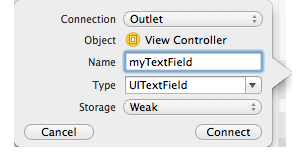 Connection Outlet
Object View Controller
Name myTextField
Type UITextField
Storage Weak
Cancel Connect